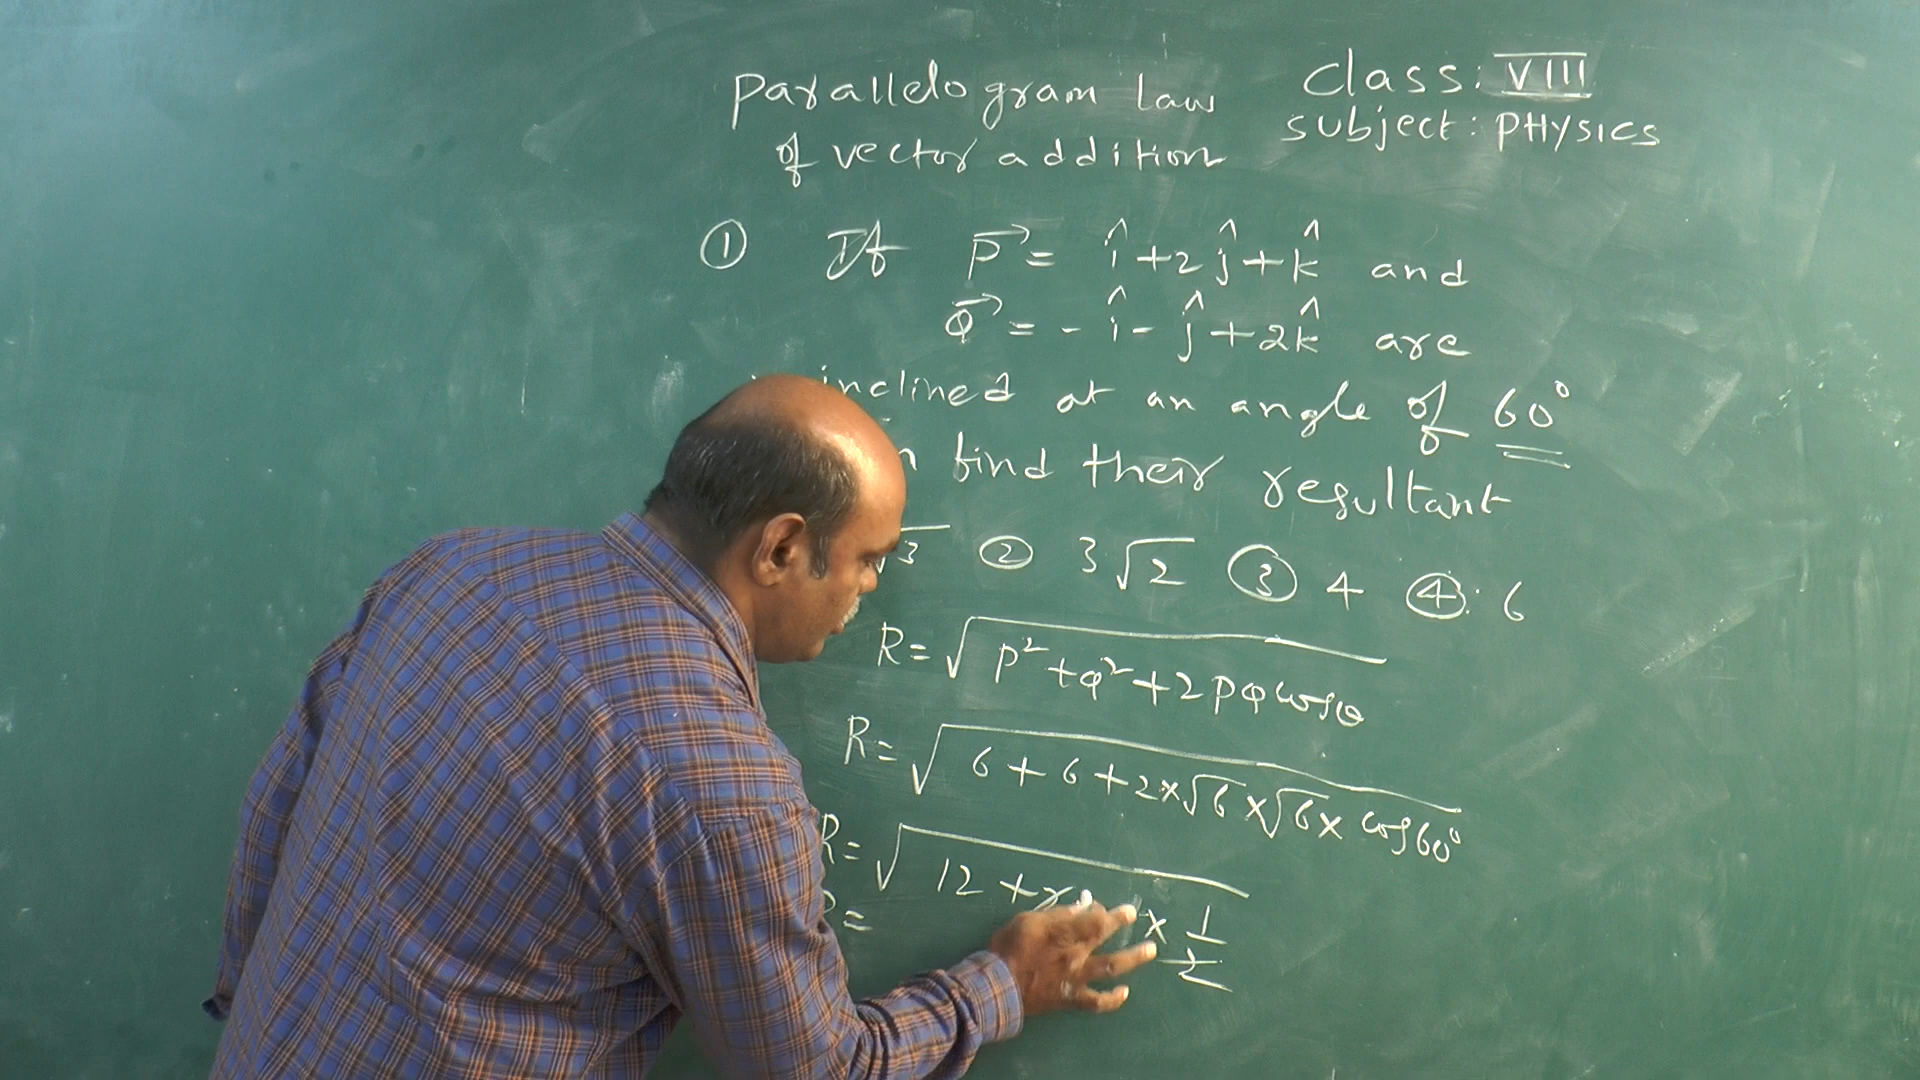 Parallelogram Law
of vector addition
Class: VIII
Subject: PHYSICS
① If P⃗ = î + 2ĵ + k̂ and
Q⃗ = - î - ĵ + 2k̂ are
inclined at an angle of 60°
find their resultant
√3 ② 3√2 ③ 4 ④ 6
R = √(P² + Q² + 2PQ cosθ)
R = √(6 + 6 + 2×√6×√6× cos60°)
R = √(12 + 2 × 1/2)
R =